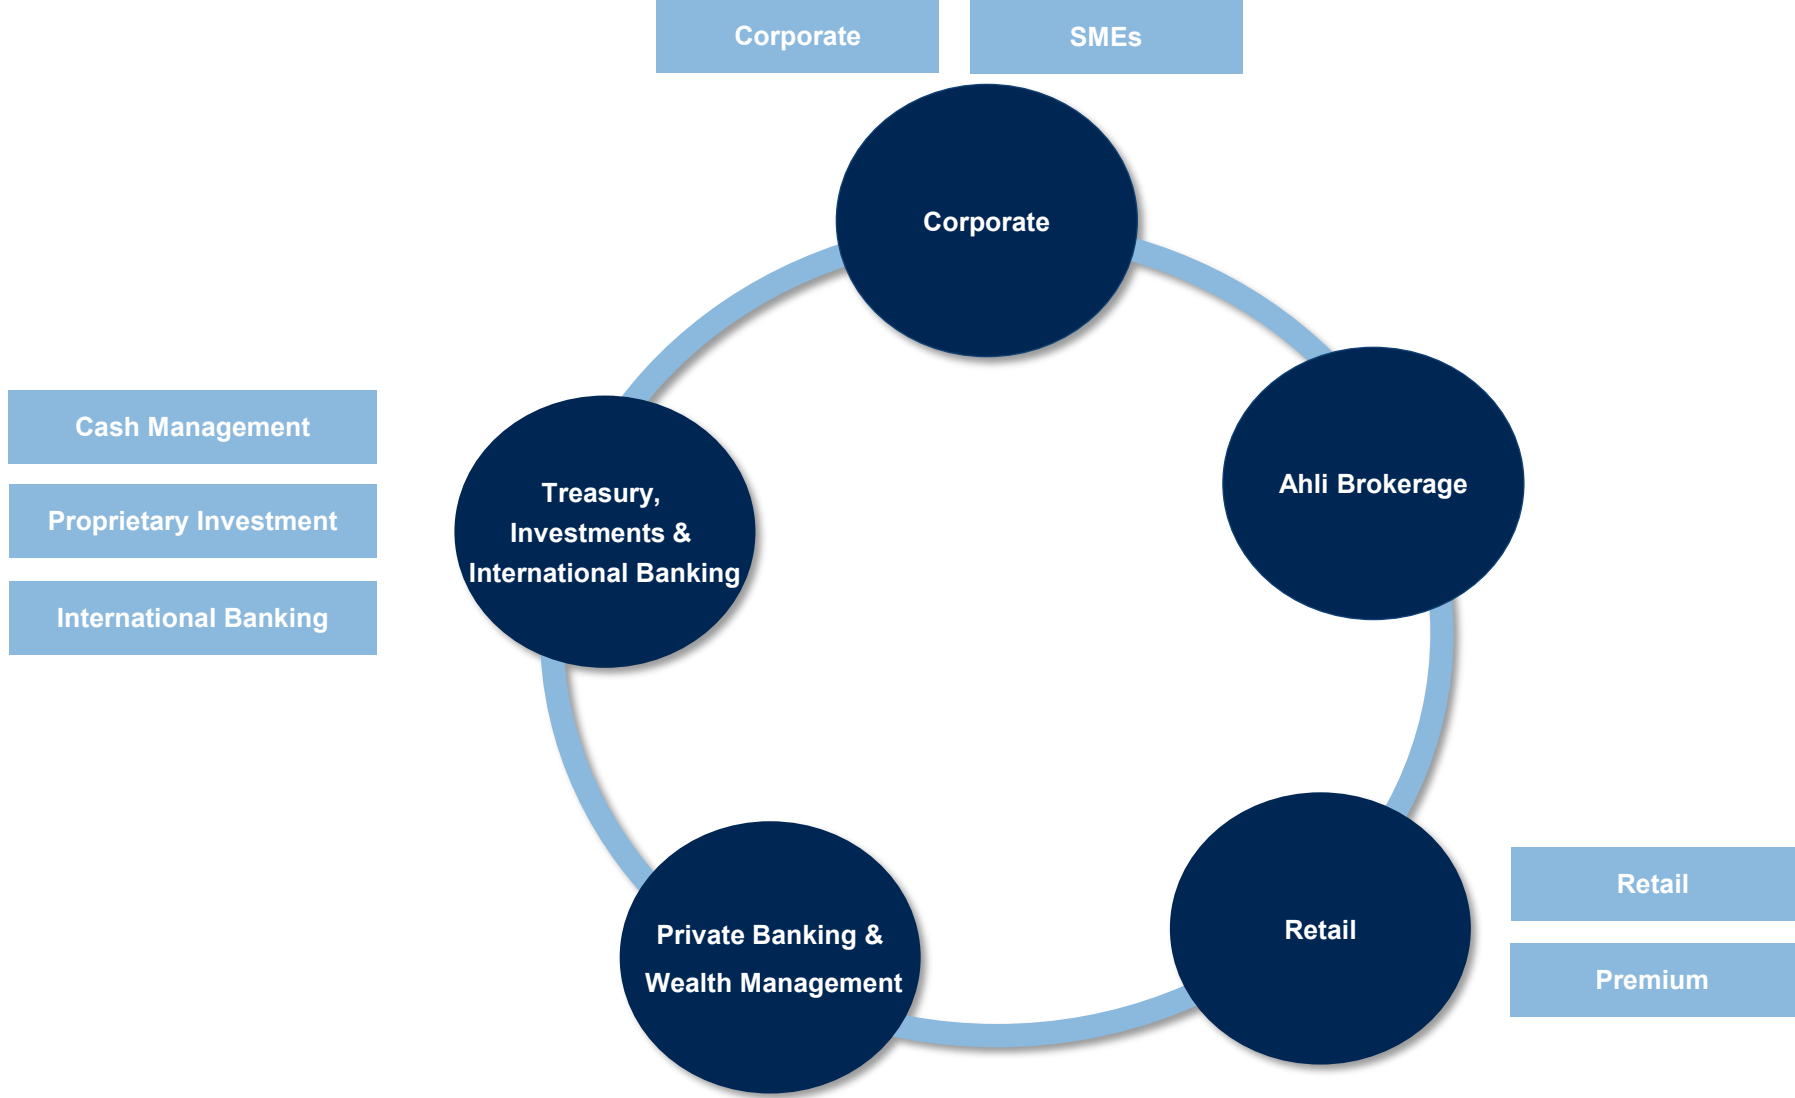 Corporate
SMEs
Corporate
Ahli Brokerage
Cash Management
Proprietary Investment
International Banking
Treasury,
Investments &
International Banking
Private Banking &
Wealth Management
Retail
Retail
Premium